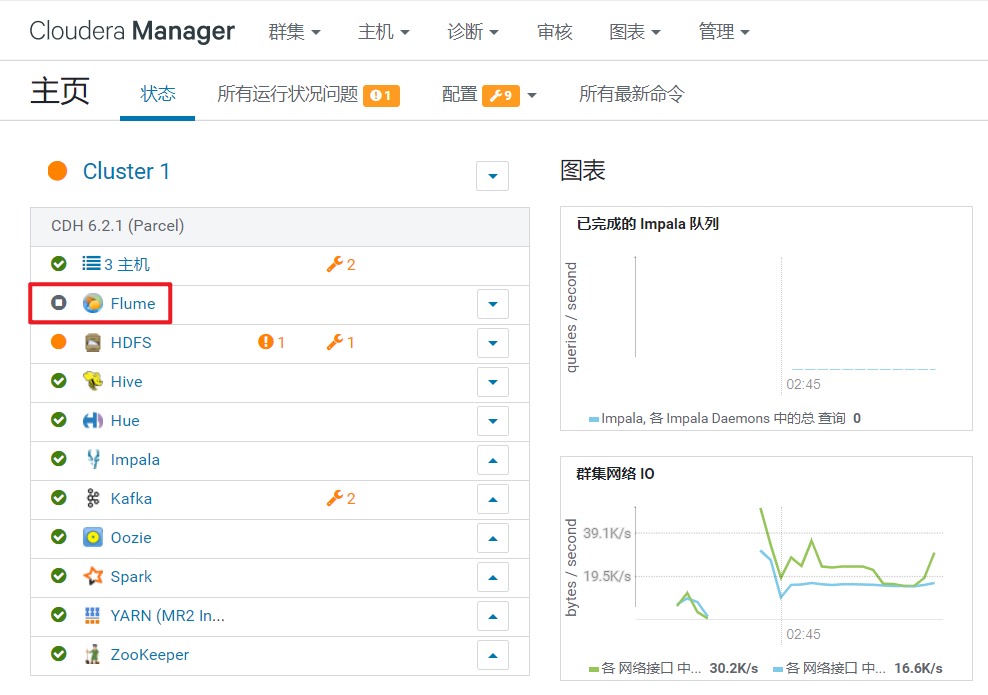 Cloudera Manager 群集 主机 诊断 审核 图表 管理
主页 状态 所有运行状况问题 1 配置 9 所有最新命令
Cluster 1
CDH 6.2.1 (Parcel)
3 主机 2
Flume
HDFS 1 1
Hive
Hue
Impala
Kafka 2
Oozie
Spark
YARN (MR2 In...
ZooKeeper
图表
已完成的 Impala 队列
queries / second
02:45
Impala, 各 Impala Daemons 中的总 查询 0
群集网络 IO
bytes / second
39.1K/s
19.5K/s
02:45
各 网络接口 中... 30.2K/s 各 网络接口 中... 16.6K/s